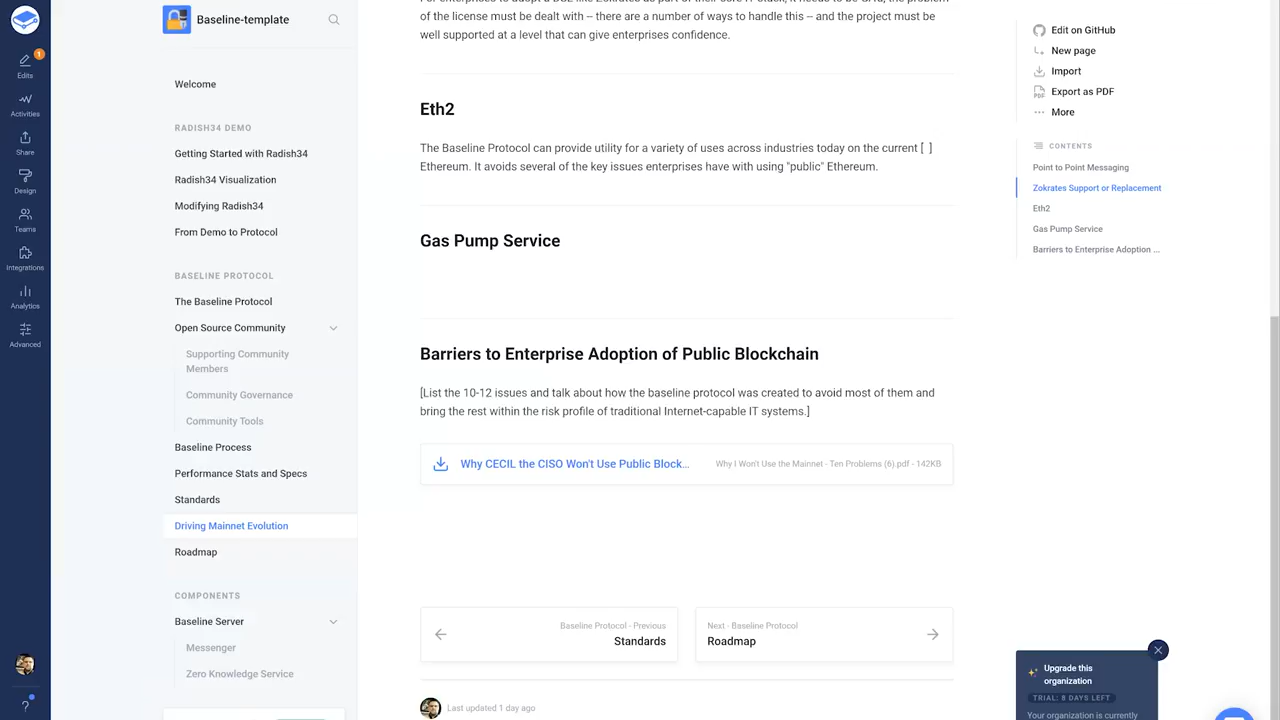 Edits
1
Activities
Share
Design
Teams
Integrations
Analytics
Advanced
?
Baseline-template
Welcome
RADISH34 DEMO
Getting Started with Radish34
Radish34 Visualization
Modifying Radish34
From Demo to Protocol
BASELINE PROTOCOL
The Baseline Protocol
Open Source Community
Supporting Community
Members
Community Governance
Community Tools
Baseline Process
Performance Stats and Specs
Standards
Driving Mainnet Evolution
Roadmap
COMPONENTS
Baseline Server
Messenger
Zero Knowledge Service
of the license must be dealt with -- there are a number of ways to handle this -- and the project must be
well supported at a level that can give enterprises confidence.
Eth2
The Baseline Protocol can provide utility for a variety of uses across industries today on the current [ ]
Ethereum. It avoids several of the key issues enterprises have with using "public" Ethereum.
Gas Pump Service
Barriers to Enterprise Adoption of Public Blockchain
[List the 10-12 issues and talk about how the baseline protocol was created to avoid most of them and
bring the rest within the risk profile of traditional Internet-capable IT systems.]
Why CECIL the CISO Won't Use Public Block...
Why I Won't Use the Mainnet - Ten Problems (6).pdf - 142KB
Baseline Protocol - Previous
Standards
Next - Baseline Protocol
Roadmap
Last updated 1 day ago
Edit on GitHub
New page
Import
PDF
Export as PDF
More
CONTENTS
Point to Point Messaging
Zokrates Support or Replacement
Eth2
Gas Pump Service
Barriers to Enterprise Adoption ...
Upgrade this
organization
TRIAL: 8 DAYS LEFT
Your organization is currently